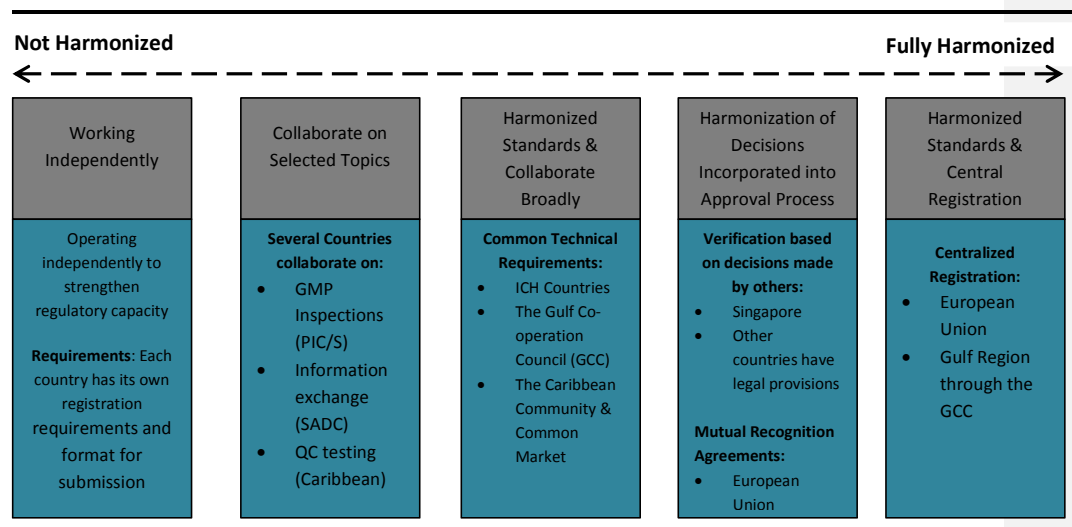 Not Harmonized
Fully Harmonized
Working
Independently
Operating
independently to
strengthen
regulatory capacity
Requirements: Each
country has its own
registration
requirements and
format for
submission
Collaborate on
Selected Topics
Several Countries
collaborate on:
• GMP
Inspections
(PIC/S)
• Information
exchange
(SADC)
• QC testing
(Caribbean)
Harmonized
Standards &
Collaborate
Broadly
Common Technical
Requirements:
• ICH Countries
• The Gulf Co-
operation
Council (GCC)
• The Caribbean
Community &
Common
Market
Harmonization of
Decisions
Incorporated into
Approval Process
Verification based
on decisions made
by others:
• Singapore
• Other
countries have
legal provisions
Mutual Recognition
Agreements:
• European
Union
Harmonized
Standards &
Central
Registration
Centralized
Registration:
• European
Union
• Gulf Region
through the
GCC